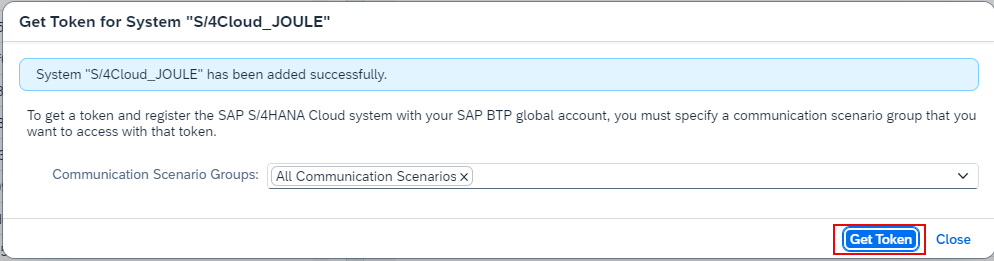 Get Token for System "S/4Cloud_JOULE"
System "S/4Cloud_JOULE" has been added successfully.
To get a token and register the SAP S/4HANA Cloud system with your SAP BTP global account, you must specify a communication scenario group that you
want to access with that token.
Communication Scenario Groups: All Communication Scenarios ×
Get Token Close